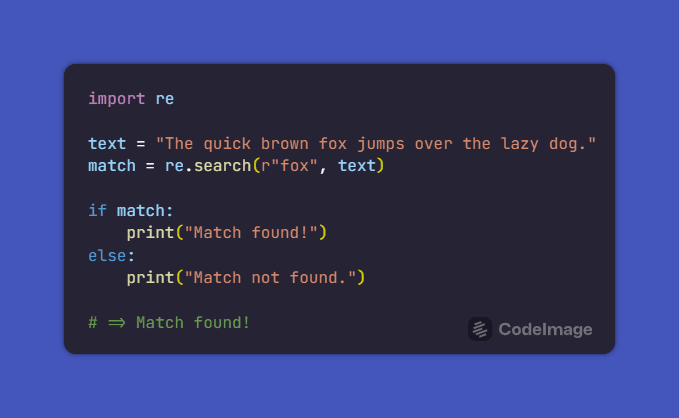 import re

text = "The quick brown fox jumps over the lazy dog."
match = re.search(r"fox", text)

if match:
    print("Match found!")
else:
    print("Match not found.")

# => Match found!
CodeImage